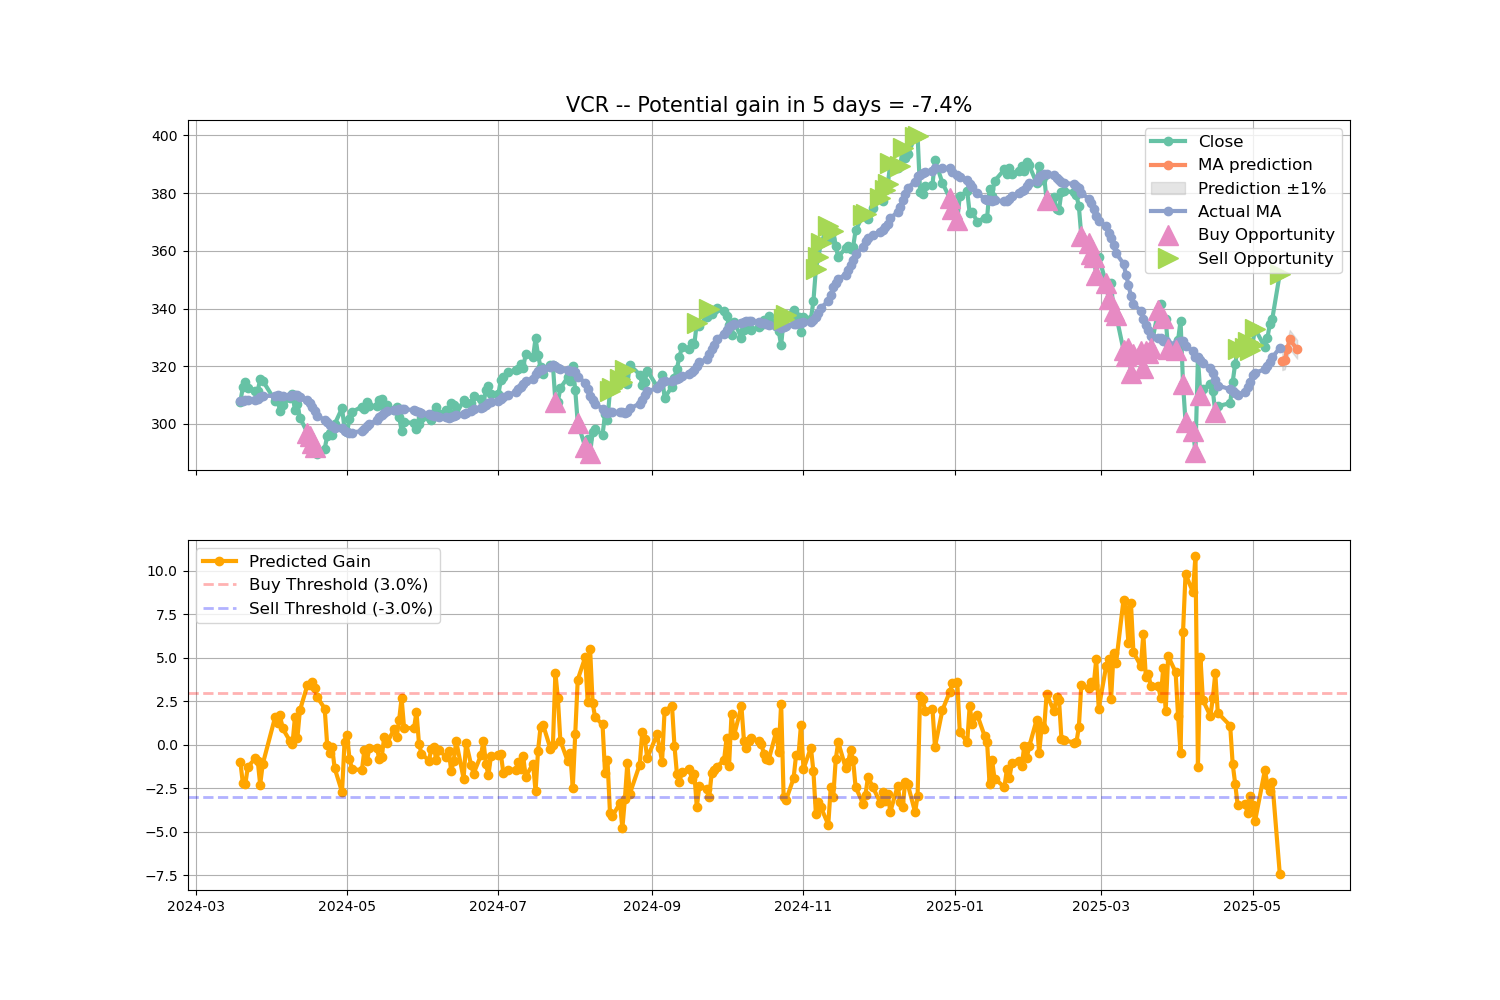 VCR -- Potential gain in 5 days = -7.4%
400
380
360
340
320
300
Close
MA prediction
Prediction ±1%
Actual MA
Buy Opportunity
Sell Opportunity
10.0
7.5
5.0
2.5
0.0
−2.5
−5.0
−7.5
Predicted Gain
Buy Threshold (3.0%)
Sell Threshold (-3.0%)
2024-03
2024-05
2024-07
2024-09
2024-11
2025-01
2025-03
2025-05